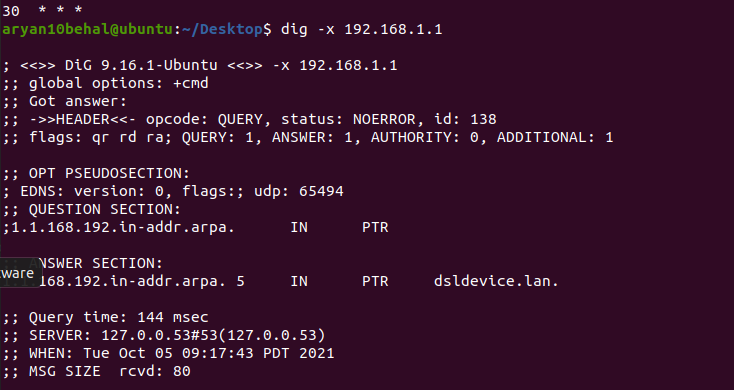 30  * * *
aryan10behal@ubuntu:~/Desktop$ dig -x 192.168.1.1

; <<>> DiG 9.16.1-Ubuntu <<>> -x 192.168.1.1
;; global options: +cmd
;; Got answer:
;; ->>HEADER<<- opcode: QUERY, status: NOERROR, id: 138
;; flags: qr rd ra; QUERY: 1, ANSWER: 1, AUTHORITY: 0, ADDITIONAL: 1

;; OPT PSEUDOSECTION:
; EDNS: version: 0, flags:; udp: 65494
;; QUESTION SECTION:
;1.1.168.192.in-addr.arpa.      IN      PTR

ANSWER SECTION:
tware
.168.192.in-addr.arpa. 5      IN      PTR     dsldevice.lan.

;; Query time: 144 msec
;; SERVER: 127.0.0.53#53(127.0.0.53)
;; WHEN: Tue Oct 05 09:17:43 PDT 2021
;; MSG SIZE  rcvd: 80